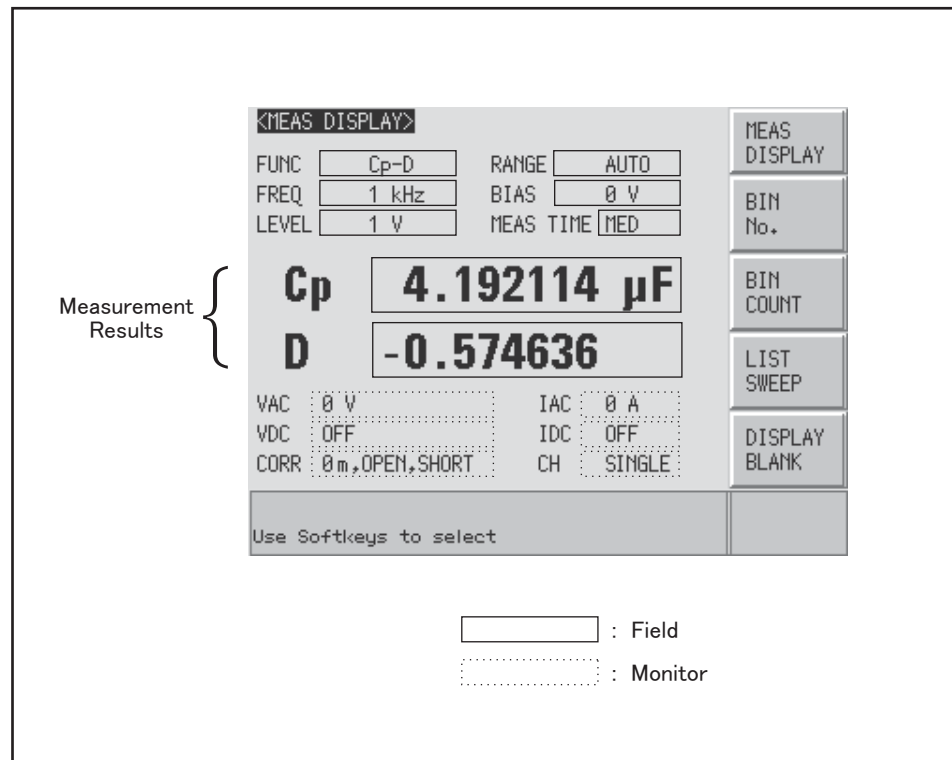 <MEAS DISPLAY>
FUNC Cp-D RANGE AUTO
FREQ 1 kHz BIAS 0 V
LEVEL 1 V MEAS TIME MED
Measurement
Results
Cp 4.192114 µF
D -0.574636
VAC 0 V IAC 0 A
VDC OFF IDC OFF
CORR 0m,OPEN,SHORT CH SINGLE
Use Softkeys to select
MEAS
DISPLAY
BIN
No.
BIN
COUNT
LIST
SWEEP
DISPLAY
BLANK
: Field
: Monitor